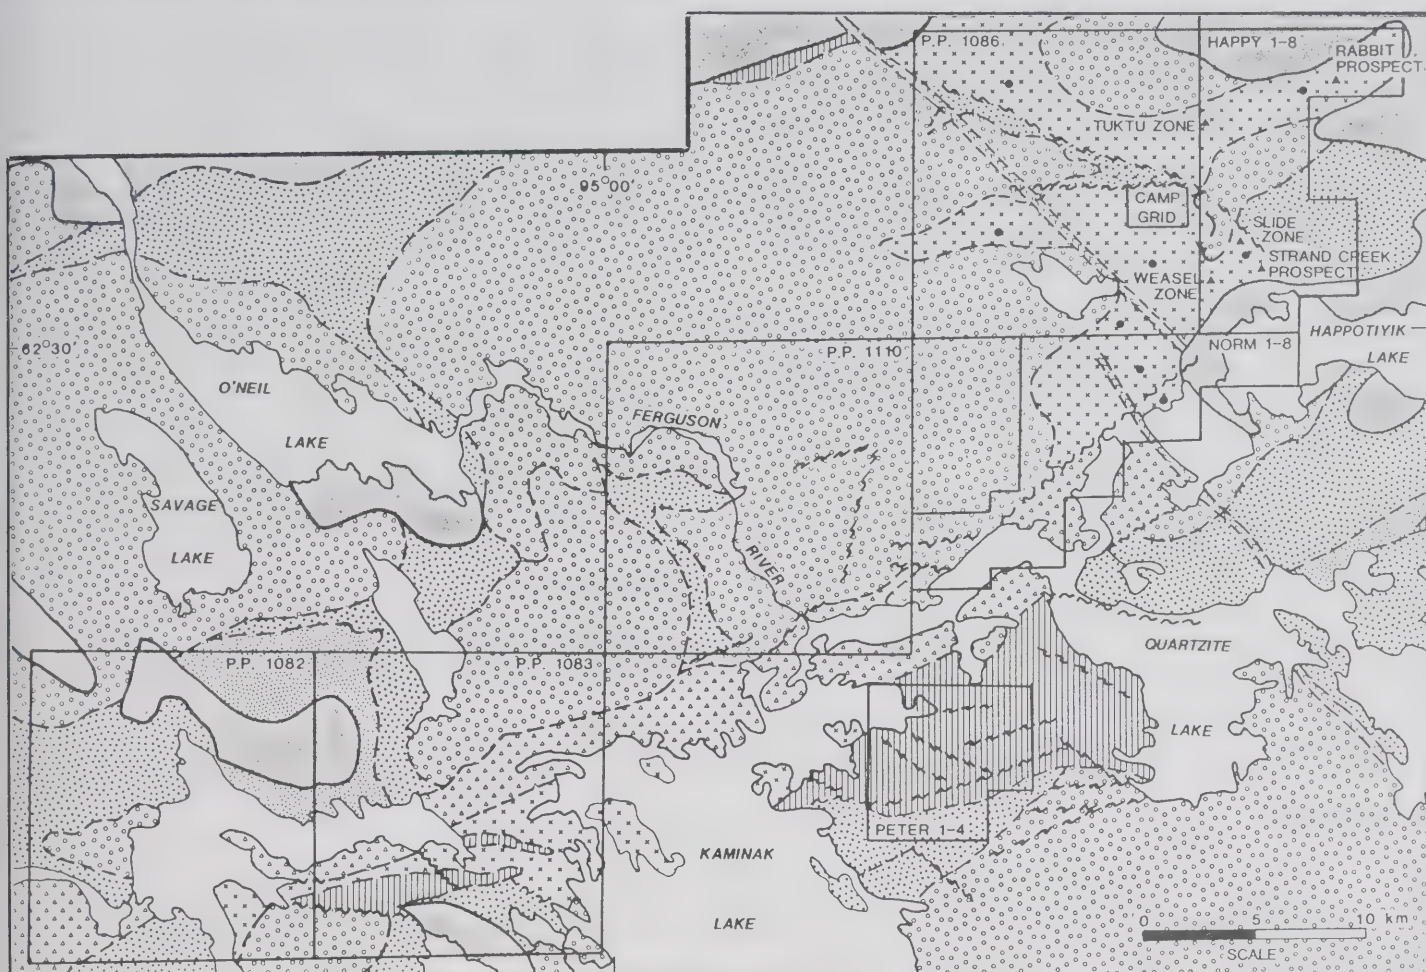 P.P. 1086
HAPPY 1-8
RABBIT
PROSPECT
TUKTU ZONE
95°00'
CAMP
GRID
SLIDE
ZONE
STRAND CREEK
PROSPECT
WEASEL
ZONE
62°30'
P.P. 1110
NORM 1-8
HAPPOTIYIK
LAKE
O'NEIL
LAKE
FERGUSON
RIVER
SAVAGE
LAKE
QUARTZITE
LAKE
P.P. 1082
P.P. 1083
PETER 1-4
KAMINAK
LAKE
0 5 10 km
SCALE